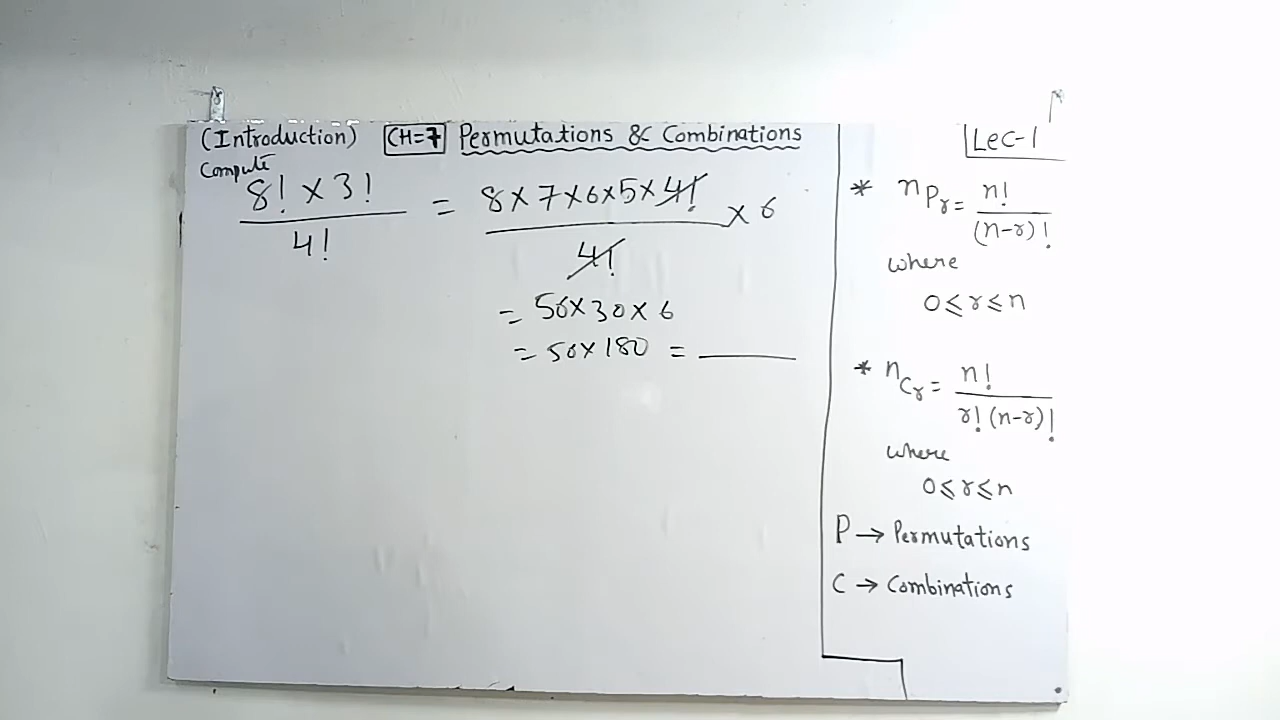 (Introduction) CH=7 Permutations & Combinations
Compute
8! × 3! / 4! = 8×7×6×5×4! / 4! × 6
= 56×30×6
= 56×180 = ______
Lec-1
* nPr = n! / (n-r)!
where
0≤r≤n
* nCr = n! / r!(n-r)!
where
0≤r≤n
P → Permutations
C → Combinations